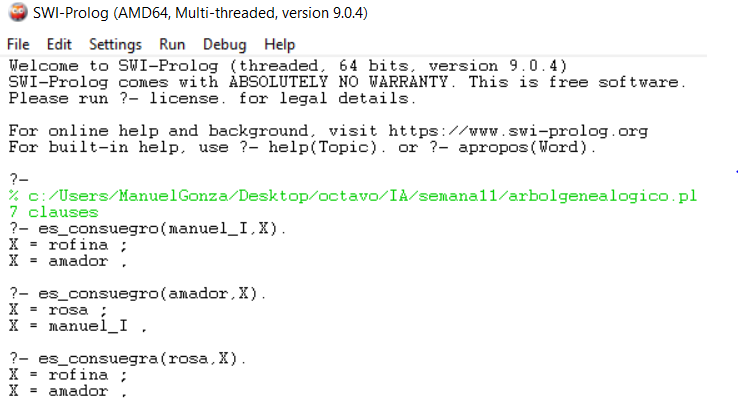 SWI-Prolog (AMD64, Multi-threaded, version 9.0.4)
File Edit Settings Run Debug Help
Welcome to SWI-Prolog (threaded, 64 bits, version 9.0.4)
SWI-Prolog comes with ABSOLUTELY NO WARRANTY. This is free software.
Please run ?- license. for legal details.
For online help and background, visit https://www.swi-prolog.org
For built-in help, use ?- help(Topic). or ?- apropos(Word).
?-
% c:/Users/ManuelGonza/Desktop/octavo/IA/semana11/arbolgenealogico.pl
7 clauses
?- es_consuegro(manuel_I,X).
X = rofina ;
X = amador .
?- es_consuegro(amador,X).
X = rosa ;
X = manuel_I .
?- es_consuegra(rosa,X).
X = rofina ;
X = amador .